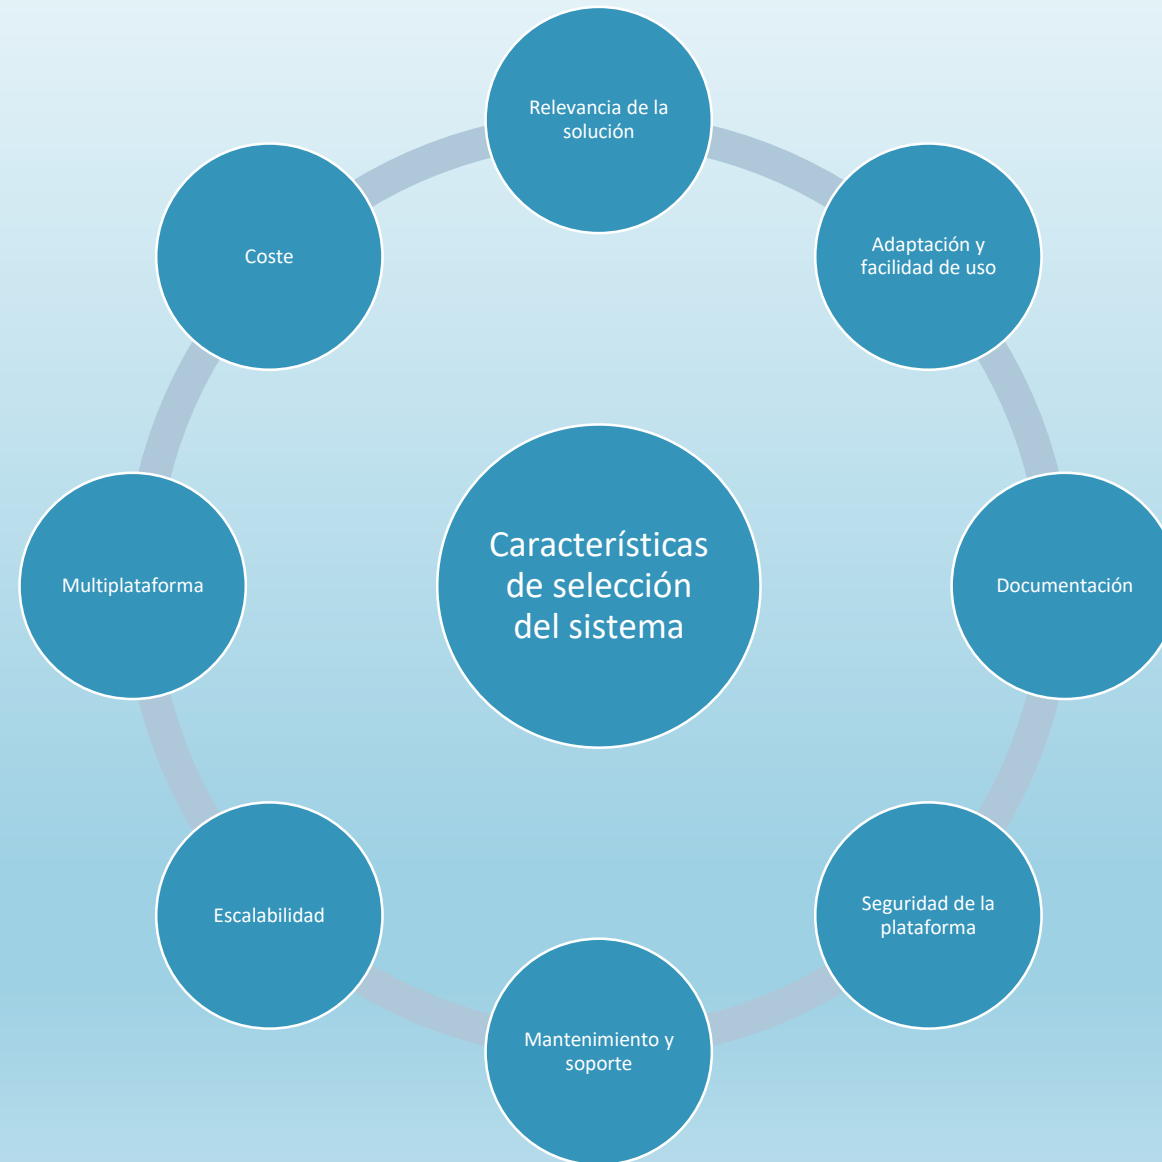 Relevancia de la
solución
Adaptación y
facilidad de uso
Documentación
Seguridad de la
plataforma
Mantenimiento y
soporte
Escalabilidad
Multiplataforma
Coste
Característísticas
de selección
del sistema